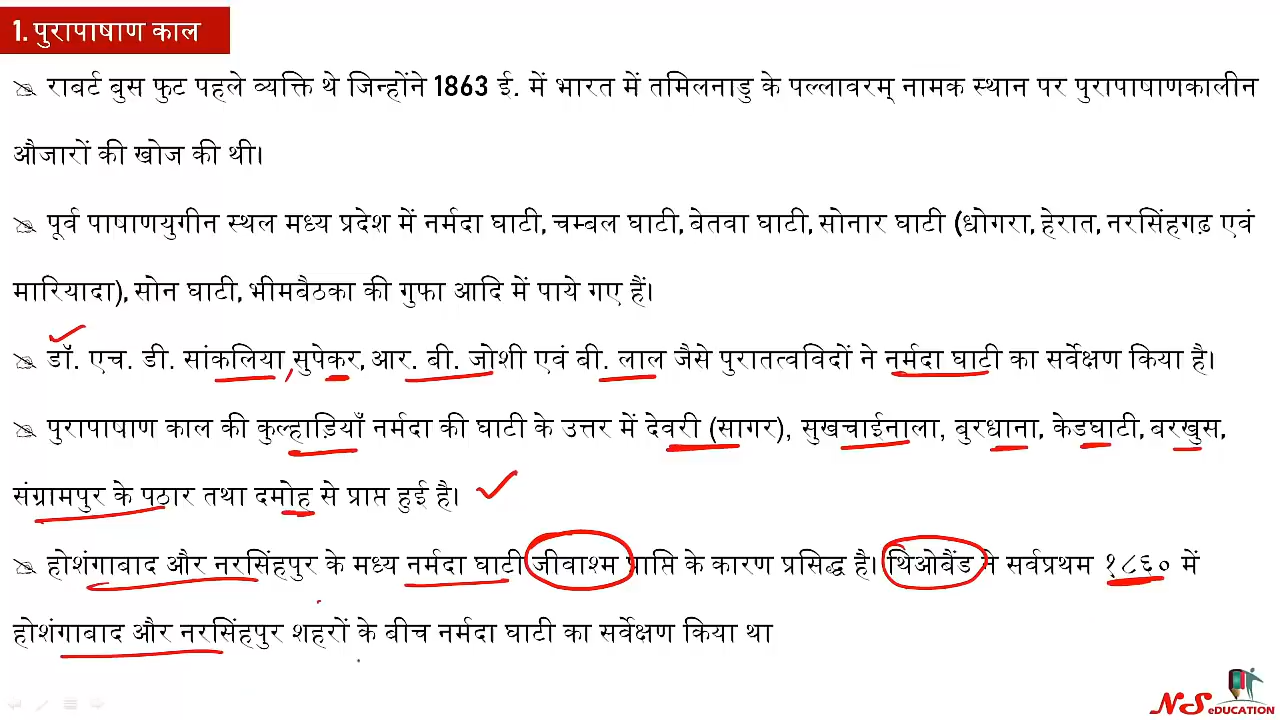 1. पुरापाषाण काल
राबर्ट ब्रुस फुट पहले व्यक्ति थे जिन्होंने 1863 ई. में भारत में तमिलनाडु के पल्लावरम् नामक स्थान पर पुरापाषाणकालीन
औजारों की खोज की थी।
पूर्व पाषाणयुगीन स्थल मध्य प्रदेश में नर्मदा घाटी, चम्बल घाटी, बेतवा घाटी, सोनार घाटी (धोगरा, हेरात, नरसिंहगढ़ एवं
मारियादा), सोन घाटी, भीमबैठका की गुफा आदि में पाये गए हैं।
डॉ. एच. डी. सांकलिया, सुपेकर, आर. बी. जोशी एवं बी. लाल जैसे पुरातत्वविदों ने नर्मदा घाटी का सर्वेक्षण किया है।
पुरापाषाण काल की कुल्हाड़ियाँ नर्मदा की घाटी के उत्तर में देवरी (सागर), सुखचाईनाला, बुरधाना, केडघाटी, बरखुस,
संग्रामपुर के पठार तथा दमोह से प्राप्त हुई है।
होशंगाबाद और नरसिंहपुर के मध्य नर्मदा घाटी जीवाश्म प्राप्ति के कारण प्रसिद्ध है। थिओबैंड ने सर्वप्रथम १८६० में
होशंगाबाद और नरसिंहपुर शहरों के बीच नर्मदा घाटी का सर्वेक्षण किया था
NS EDUCATION